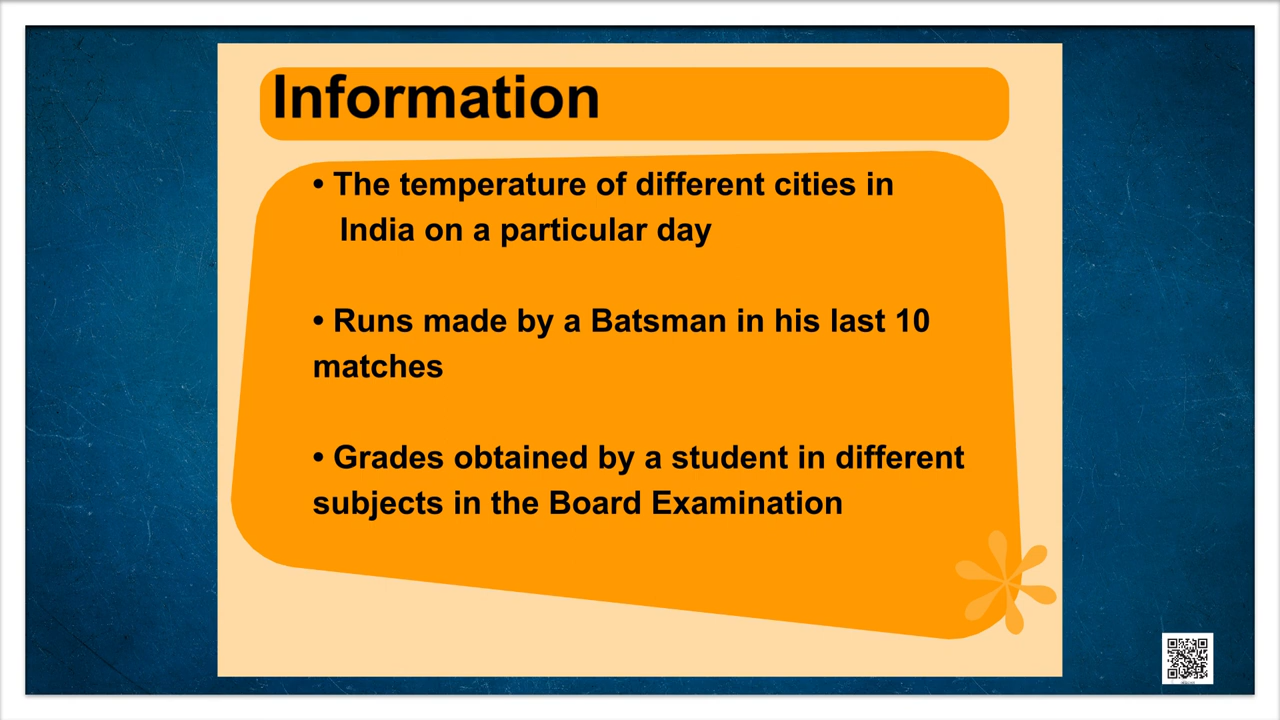 Information
• The temperature of different cities in
India on a particular day
• Runs made by a Batsman in his last 10
matches
• Grades obtained by a student in different
subjects in the Board Examination